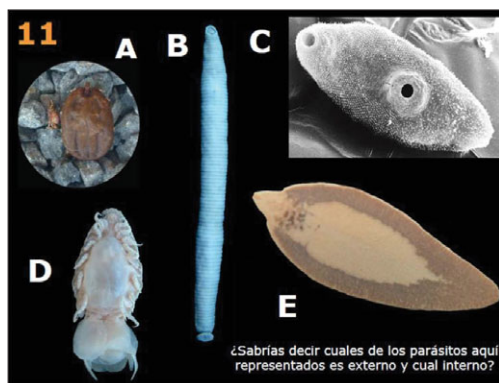 11
A
B
C
D
E
¿Sabrías decir cuales de los parásitos aquí
representados es externo y cual interno?